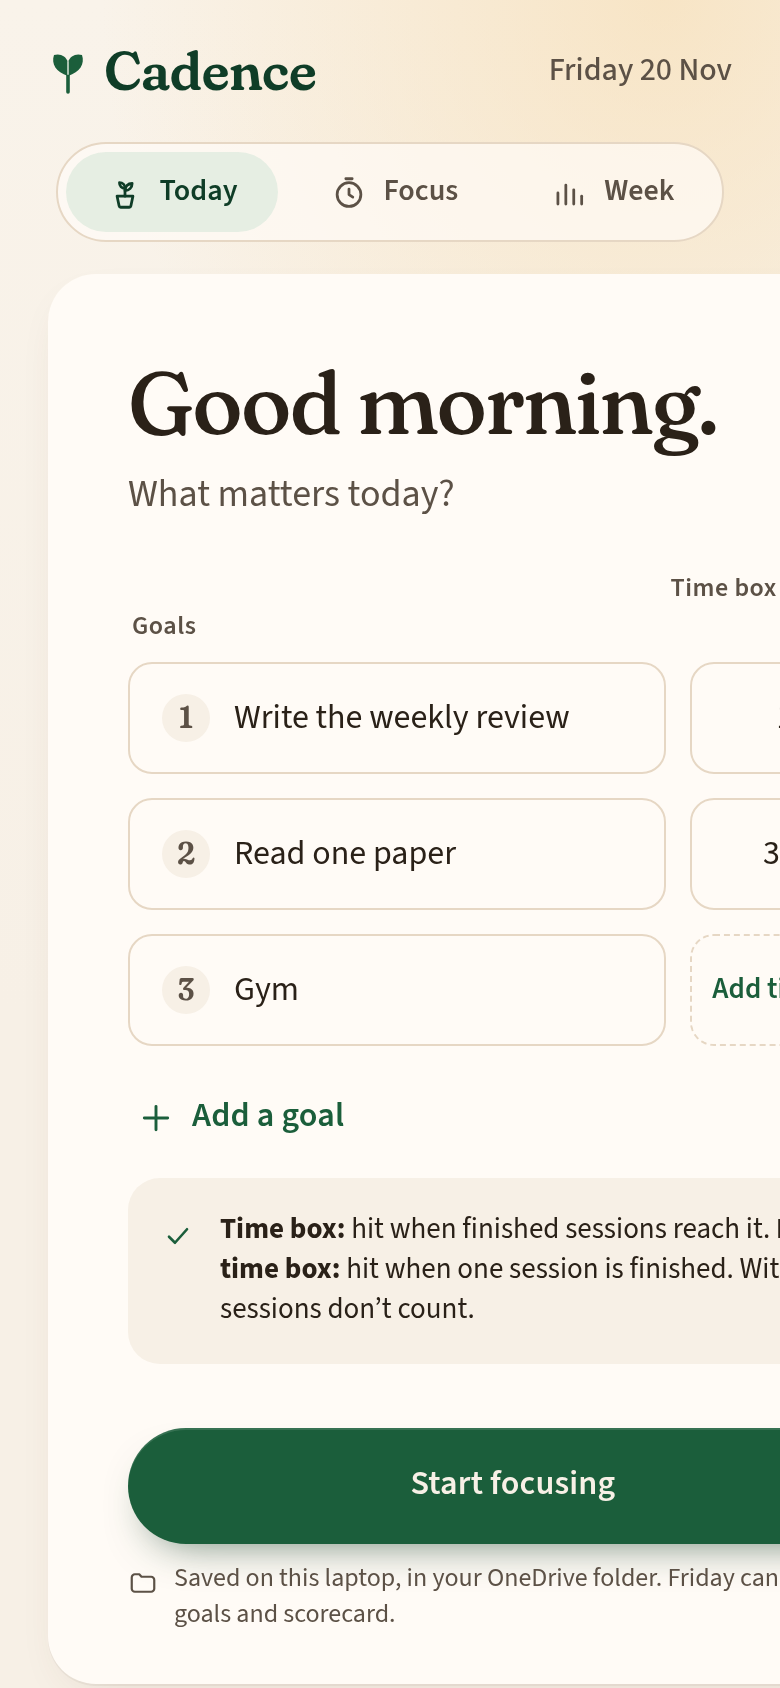 Cadence
Friday 20 Nov
Today
Focus
Week
Good morning.
What matters today?
Time box
Goals
1 Write the weekly review
2 Read one paper
3
3 Gym
Add
Add a goal
Time box: hit when finished sessions reach it.
time box: hit when one session is finished.
sessions don’t count.
Start focusing
Saved on this laptop, in your OneDrive folder. Friday can
goals and scorecard.